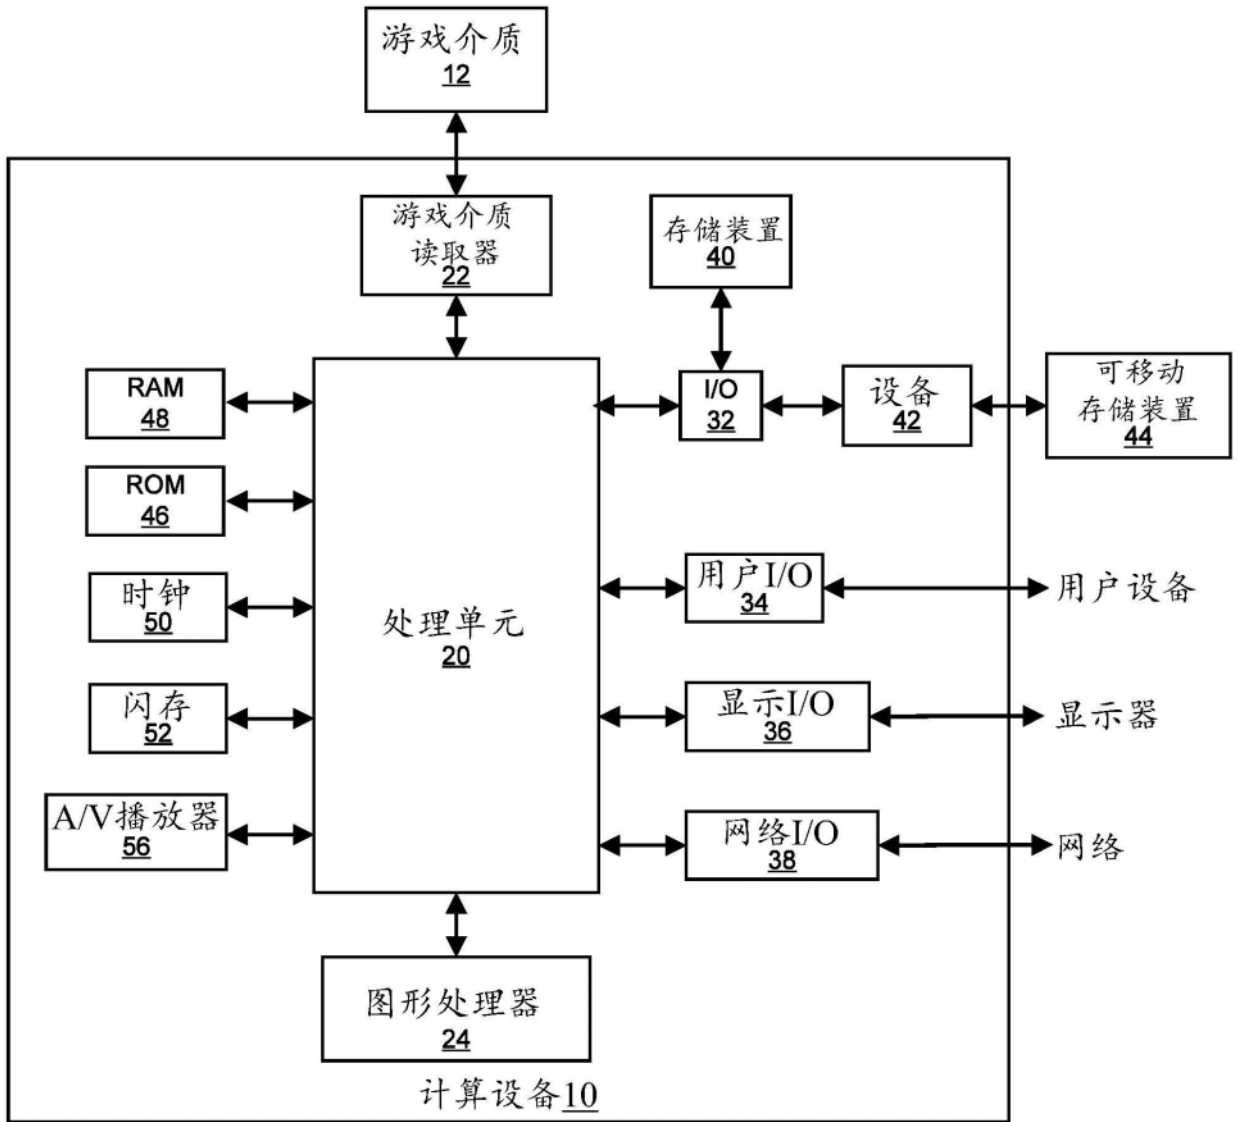 游戏介质
12
游戏介质
读取器
22
存储装置
40
RAM
48
I/O
32
设备
42
可移动
存储装置
44
ROM
46
时钟
50
处理单元
20
用户I/O
34
用户设备
闪存
52
显示I/O
36
显示器
A/V播放器
56
网络I/O
38
网络
图形处理器
24
计算设备10